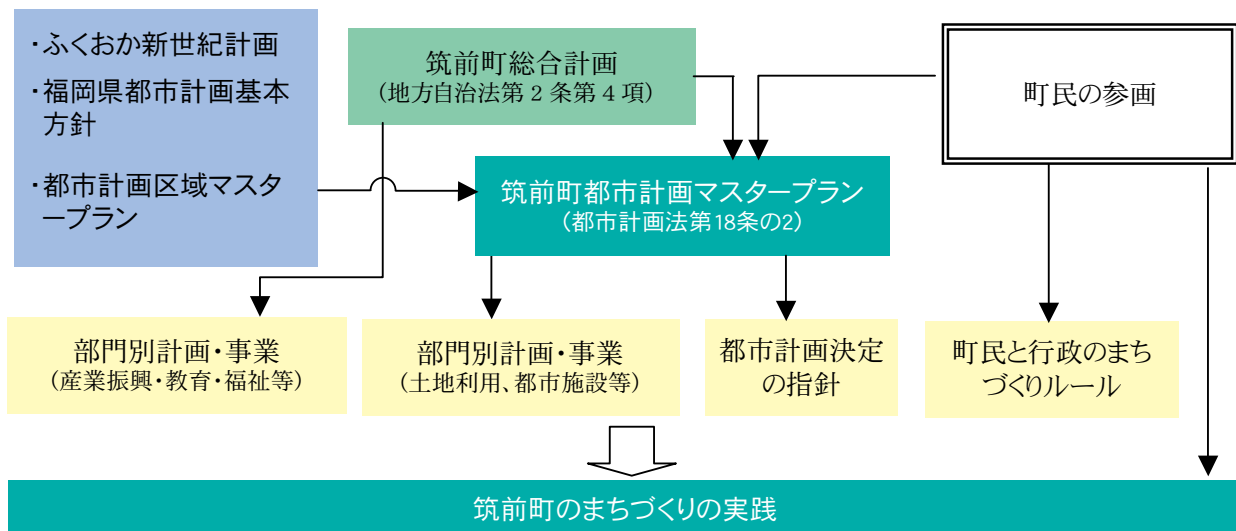 ・ふくおか新世紀計画
・福岡県都市計画基本
方針
・都市計画区域マスタ
ープラン
筑前町総合計画
(地方自治法第2条第4項)
町民の参画
筑前町都市計画マスタープラン
(都市計画法第18条の2)
部門別計画・事業
(産業振興・教育・福祉等)
部門別計画・事業
(土地利用、都市施設等)
都市計画決定
の指針
町民と行政のまち
づくりルール
筑前町のまちづくりの実践